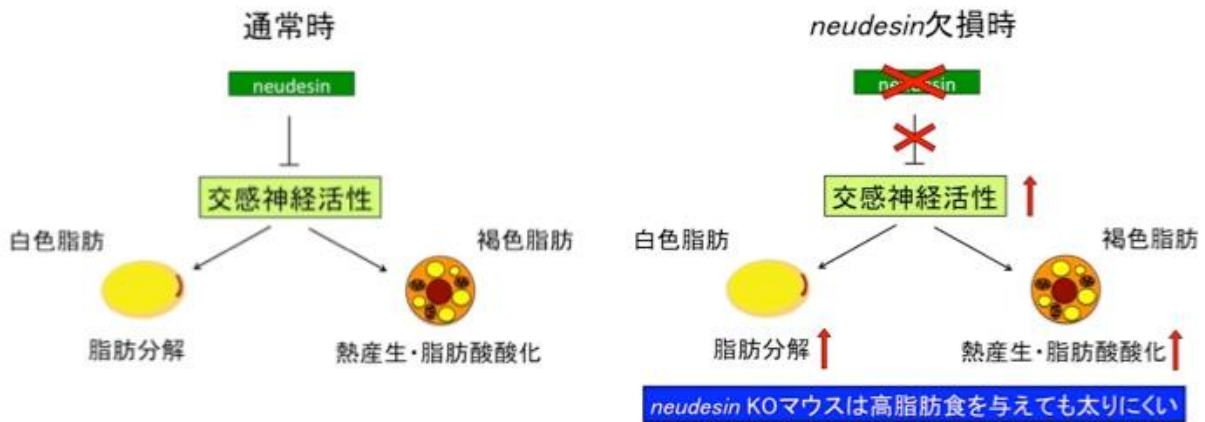 通常時
neudesin
交感神経活性
白色脂肪
褐色脂肪
脂肪分解
熱産生・脂肪酸酸化
neudesin欠損時
neudesin
交感神経活性
白色脂肪
褐色脂肪
脂肪分解
熱産生・脂肪酸酸化
neudesin KOマウスは高脂肪食を与えても太りにくい